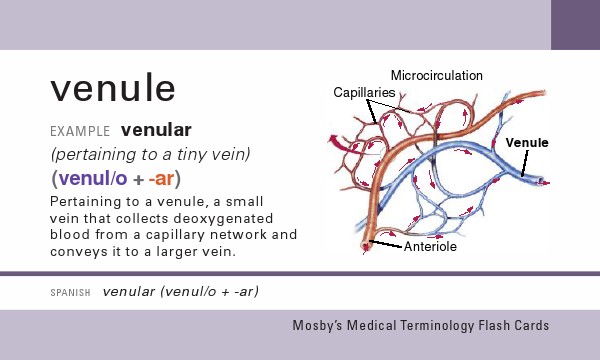 venule
EXAMPLE venular
(pertaining to a tiny vein)
(venul/o + -ar)
Pertaining to a venule, a small
vein that collects deoxygenated
blood from a capillary network and
conveys it to a larger vein.
Microcirculation
Capillaries
Venule
Anteriole
SPANISH venular (venul/o + -ar)
Mosby's Medical Terminology Flash Cards